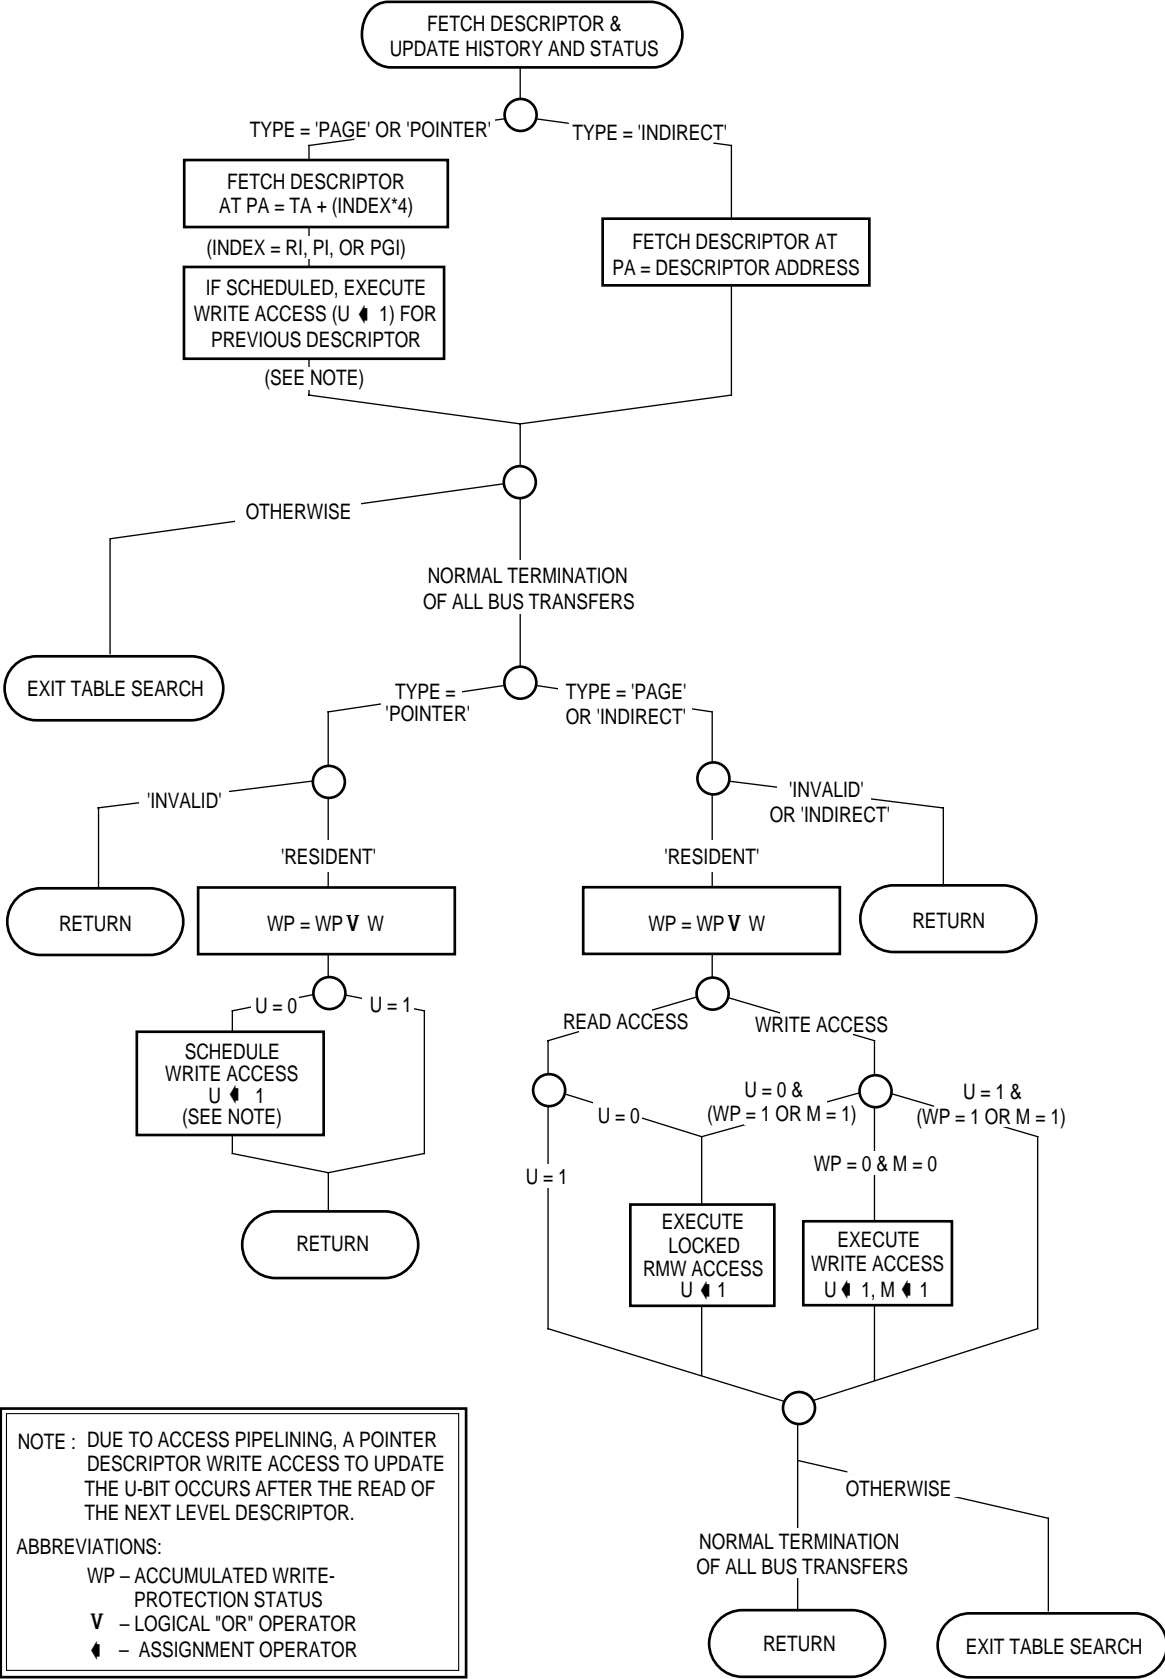 FETCH DESCRIPTOR &
UPDATE HISTORY AND STATUS
TYPE = 'PAGE' OR 'POINTER'
TYPE = 'INDIRECT'
FETCH DESCRIPTOR
AT PA = TA + (INDEX*4)
(INDEX = RI, PI, OR PGI)
FETCH DESCRIPTOR AT
PA = DESCRIPTOR ADDRESS
IF SCHEDULED, EXECUTE
WRITE ACCESS (U ⬧ 1) FOR
PREVIOUS DESCRIPTOR
(SEE NOTE)
OTHERWISE
NORMAL TERMINATION
OF ALL BUS TRANSFERS
EXIT TABLE SEARCH
TYPE =
'POINTER'
TYPE = 'PAGE'
OR 'INDIRECT'
'INVALID'
'INVALID'
OR 'INDIRECT'
'RESIDENT'
'RESIDENT'
RETURN
WP = WP V W
WP = WP V W
RETURN
U = 0
U = 1
READ ACCESS
WRITE ACCESS
SCHEDULE
WRITE ACCESS
U ⬧ 1
(SEE NOTE)
U = 0
U = 0 &
(WP = 1 OR M = 1)
U = 1 &
(WP = 1 OR M = 1)
U = 1
WP = 0 & M = 0
RETURN
EXECUTE
LOCKED
RMW ACCESS
U ⬧ 1
EXECUTE
WRITE ACCESS
U ⬧ 1, M ⬧ 1
NOTE : DUE TO ACCESS PIPELINING, A POINTER
DESCRIPTOR WRITE ACCESS TO UPDATE
THE U-BIT OCCURS AFTER THE READ OF
THE NEXT LEVEL DESCRIPTOR.
ABBREVIATIONS:
WP – ACCUMULATED WRITE-
PROTECTION STATUS
V – LOGICAL "OR" OPERATOR
⬧ – ASSIGNMENT OPERATOR
OTHERWISE
NORMAL TERMINATION
OF ALL BUS TRANSFERS
RETURN
EXIT TABLE SEARCH